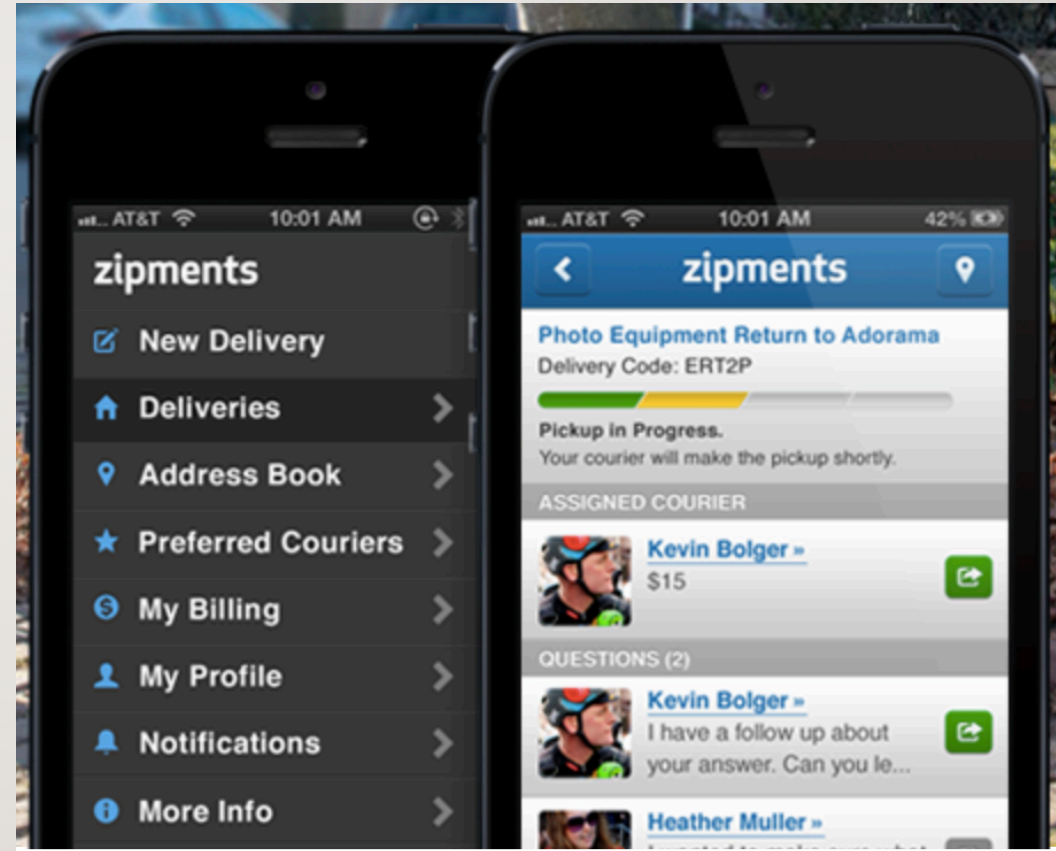 AT&T 10:01 AM
zipments
New Delivery
Deliveries
Address Book
Preferred Couriers
My Billing
My Profile
Notifications
More Info
AT&T 10:01 AM 42%
zipments
Photo Equipment Return to Adorama
Delivery Code: ERT2P
Pickup in Progress.
Your courier will make the pickup shortly.
ASSIGNED COURIER
Kevin Bolger »
$15
QUESTIONS (2)
Kevin Bolger »
I have a follow up about
your answer. Can you le...
Heather Muller »